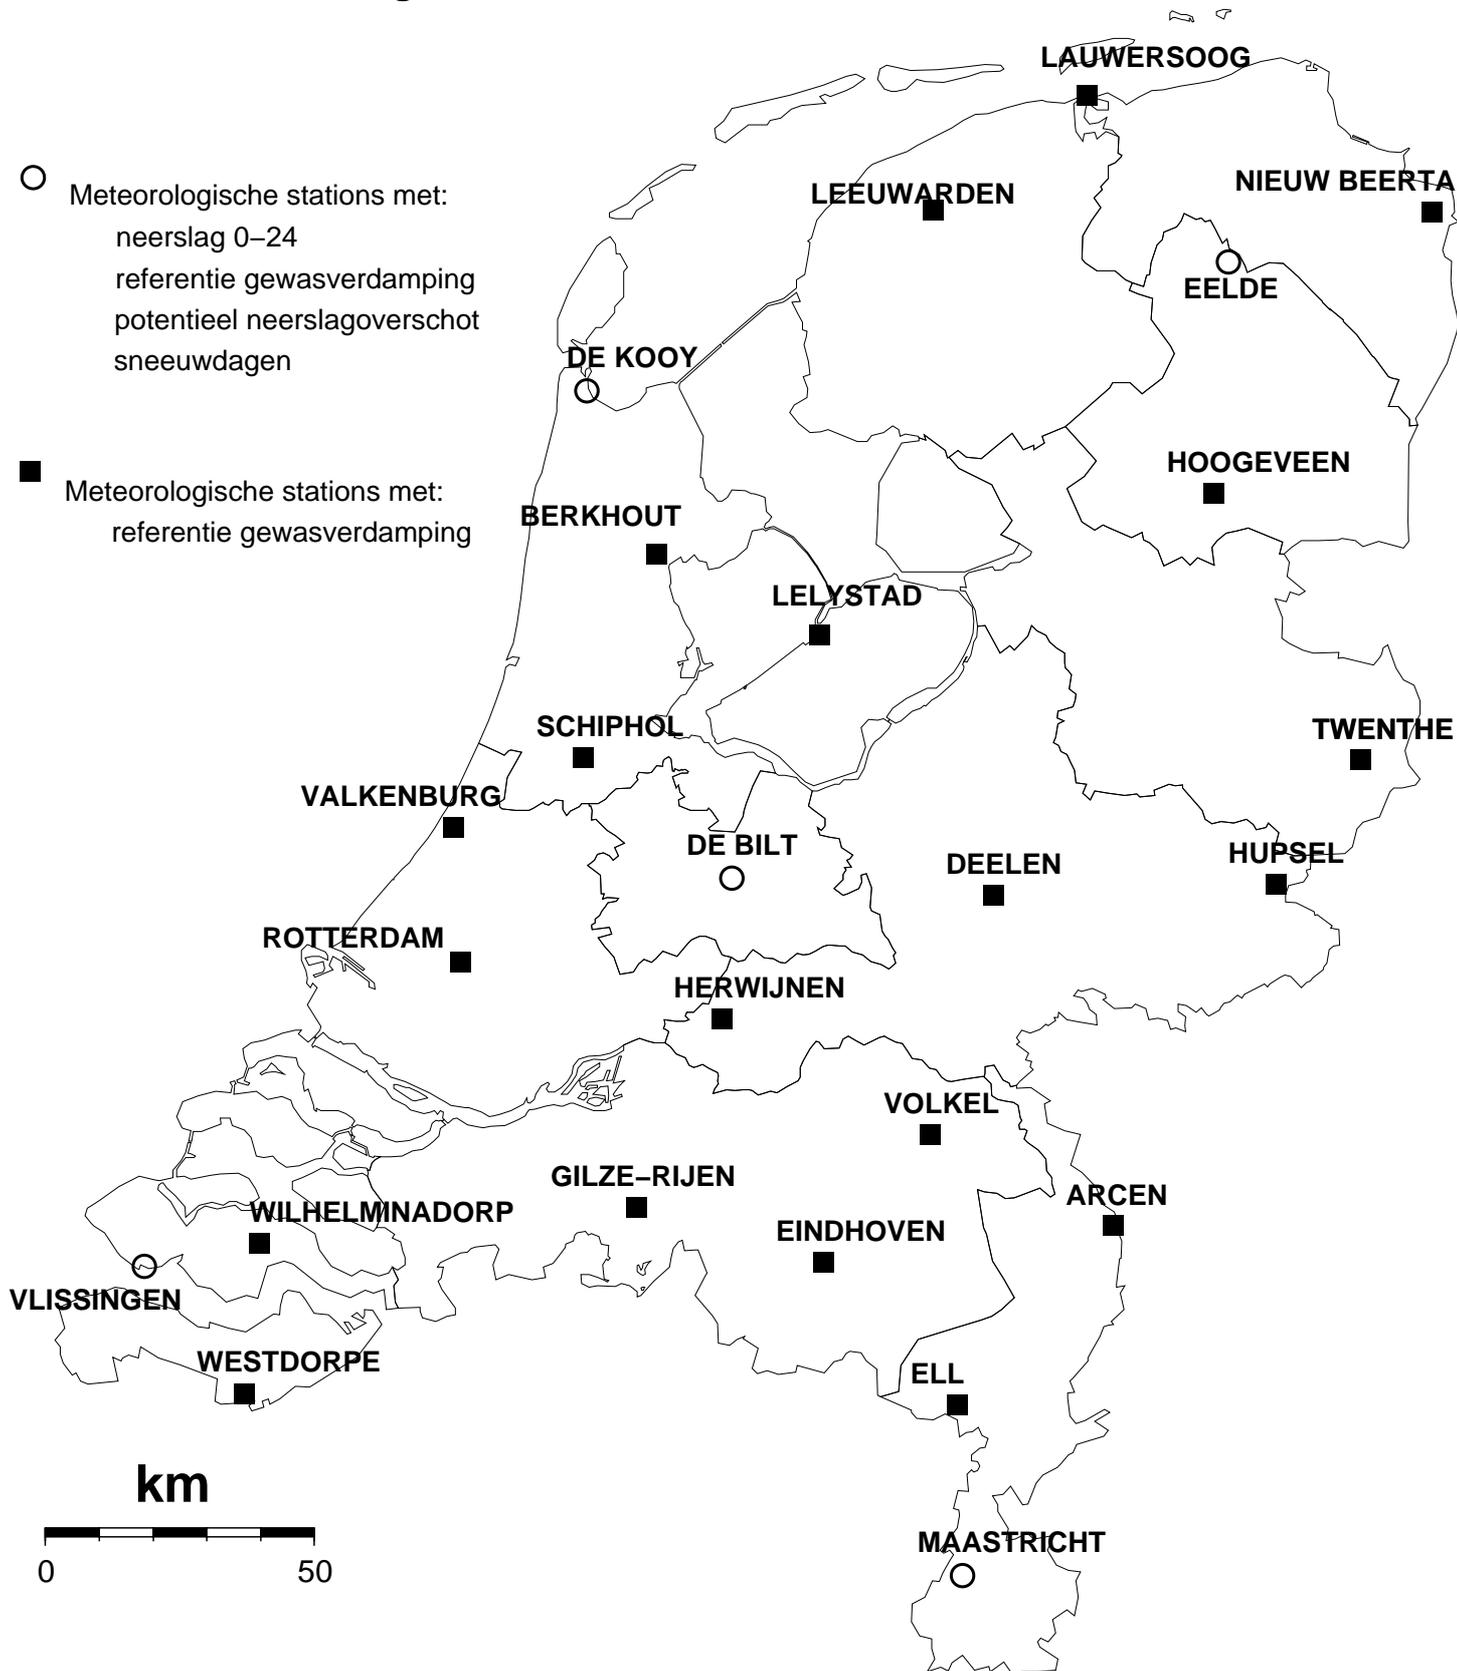 LAUWERSOOG
Meteorologische stations met:
neerslag 0–24
referentie gewasverdamping
potentieel neerslagoverschot
sneeuwdagen
LEEUWARDEN
NIEUW BEERTA
EELDE
DE KOOY
HOOGEVEEN
Meteorologische stations met:
referentie gewasverdamping
BERKHOUT
LELYSTAD
SCHIPHOL
TWENTHE
VALKENBURG
DE BILT
DEELEN
HUPSEL
ROTTERDAM
HERWIJNEN
VOLKEL
GILZE–RIJEN
ARCEN
WILHELMINADORP
EINDHOVEN
VLISSINGEN
WESTDORPE
ELL
km
0 50
MAASTRICHT